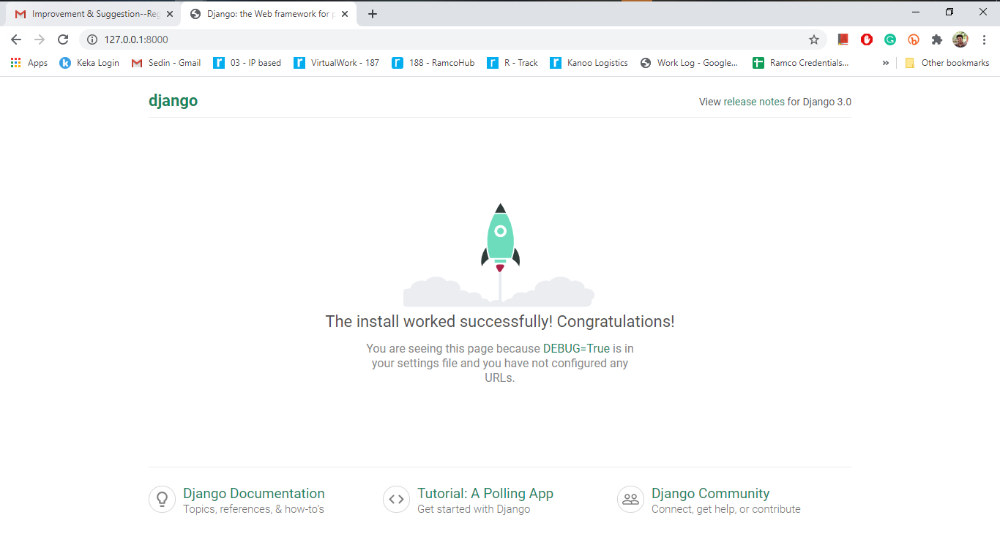 Improvement & Suggestion--Reg
Django: the Web framework for p
127.0.0.1:8000
Apps
Keka Login
Sedin - Gmail
03 - IP based
VirtualWork - 187
188 - RamcoHub
R - Track
Kanoo Logistics
Work Log - Google...
Ramco Credentials...
»
Other bookmarks
django
View release notes for Django 3.0
The install worked successfully! Congratulations!
You are seeing this page because DEBUG=True is in
your settings file and you have not configured any
URLs.
Django Documentation
Topics, references, & how-to's
Tutorial: A Polling App
Get started with Django
Django Community
Connect, get help, or contribute